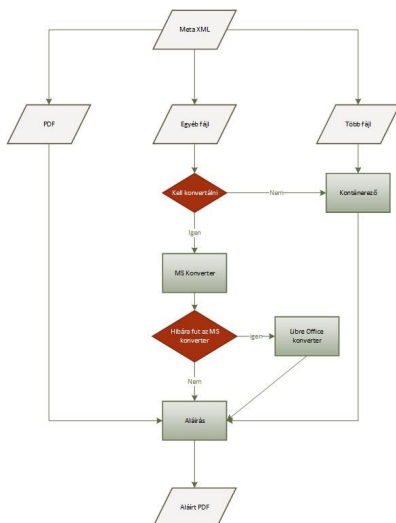 Meta XML
PDF
Egyéb fájl
Több fájl
Kell konvertálni
Nem
Konténerező
Igen
MS Konverter
Hibára fut az MS
konverter
Igen
Libre Office
konverter
Nem
Aláírás
Aláírt PDF